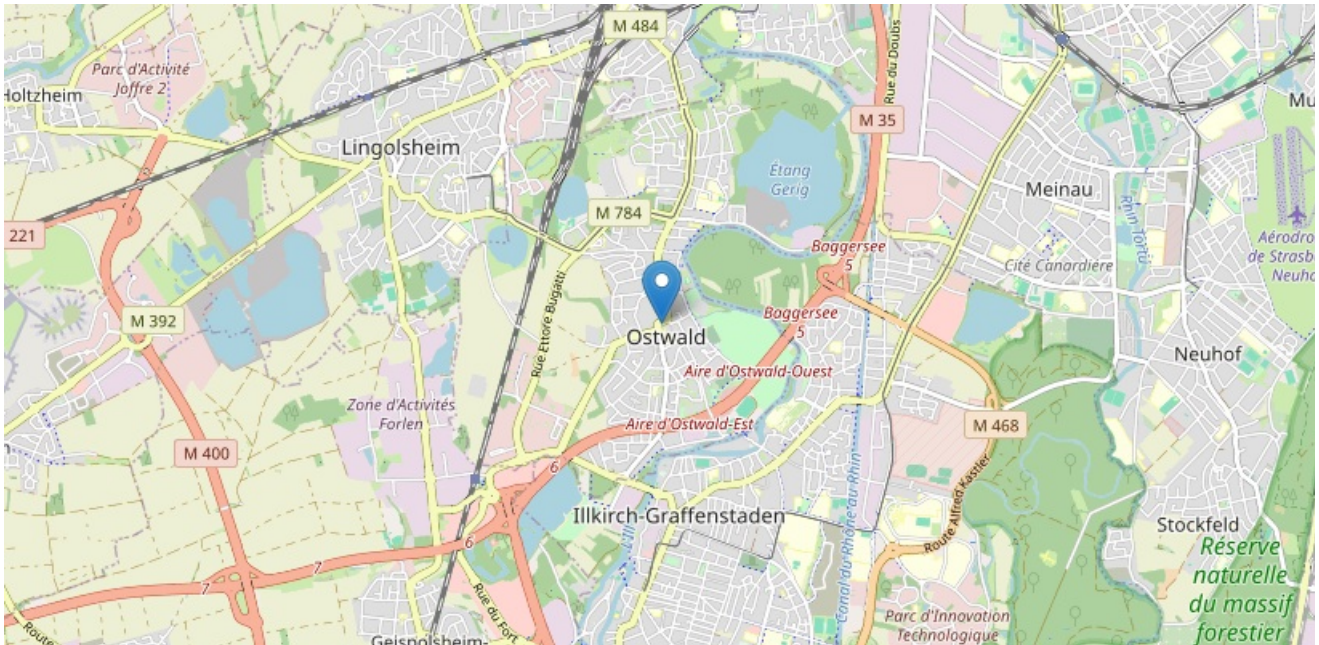 M 484
Parc d'Activité
Joffre 2
Holtzheim
Rue du Doubs
M 35
Lingolsheim
Étang
Gerig
Meinau
Rhin Tortu
M 784
221
Baggersee
5
Cité Canardière
Aérodro
de Strasb
Neuho
M 392
Rue Ettore Bugatti
Baggersee
5
Ostwald
Neuhof
Aire d'Ostwald-Ouest
Zone d'Activités
Forlen
Aire d'Ostwald-Est
M 468
M 400
6
Illkirch-Graffenstaden
Canal du Rhône au Rhin
Route Alfred Kastler
Stockfeld
6
7
7
Réserve
naturelle
du massif
forestier
Rue du Fort
Parc d'Innovation
Technologique
Route
Geispolsheim-